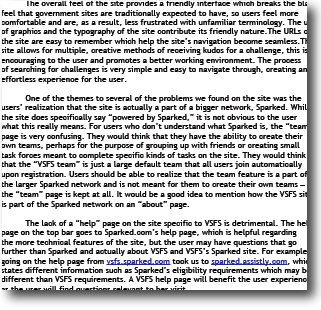 The overall feel of the site provides a friendly interface which breaks the bla
feel that government sites are traditionally expected to have, so users feel more
comfortable and are, as a result, less frustrated with unfamiliar terminology. The u
of graphics and the typography of the site contribute its friendly nature.The URLs o
the site are easy to remember which help the site's navigation become seamless.Th
site allows for multiple, creative methods of receiving kudos for a challenge, this is
encouraging to the user and promotes a better working environment. The process
of searching for challenges is very simple and easy to navigate through, creating an
effortless experience for the user.
One of the themes to several of the problems we found on the site was the
users' realization that the site is actually a part of a bigger network, Sparked. Whil
the site does specifically say "powered by Sparked," it is not obvious to the user
what this really means. For users who don't understand what Sparked is, the "team
page is very confusing. They would think that they have the ability to create their
own teams, perhaps for the purpose of grouping up with friends or creating small
task forces meant to complete specific kinds of tasks on the site. They would think
that the "VSFS team" is just a large default team that all users join automatically
upon registration. Users should be able to realize that the team feature is a part of
the larger Sparked network and is not meant for them to create their own teams —
the "team" page is kept at all. It would be a good idea to mention how the VSFS sit
is part of the Sparked network on an "about" page.
The lack of a "help" page on the site specific to VSFS is detrimental. The hel
page on the top bar goes to Sparked.com's help page, which is helpful regarding
the more technical features of the site, but the user may have questions that go
further than Sparked and actually about VSFS and VSFS's Sparked site. For example
going on the help page from vsfs.sparked.com took us to sparked.assistly.com, whic
states different information such as Sparked's eligibility requirements which may b
different than VSFS requirements. A VSFS help page will benefit the user experienc
as the user will find questions relevant to her visit.